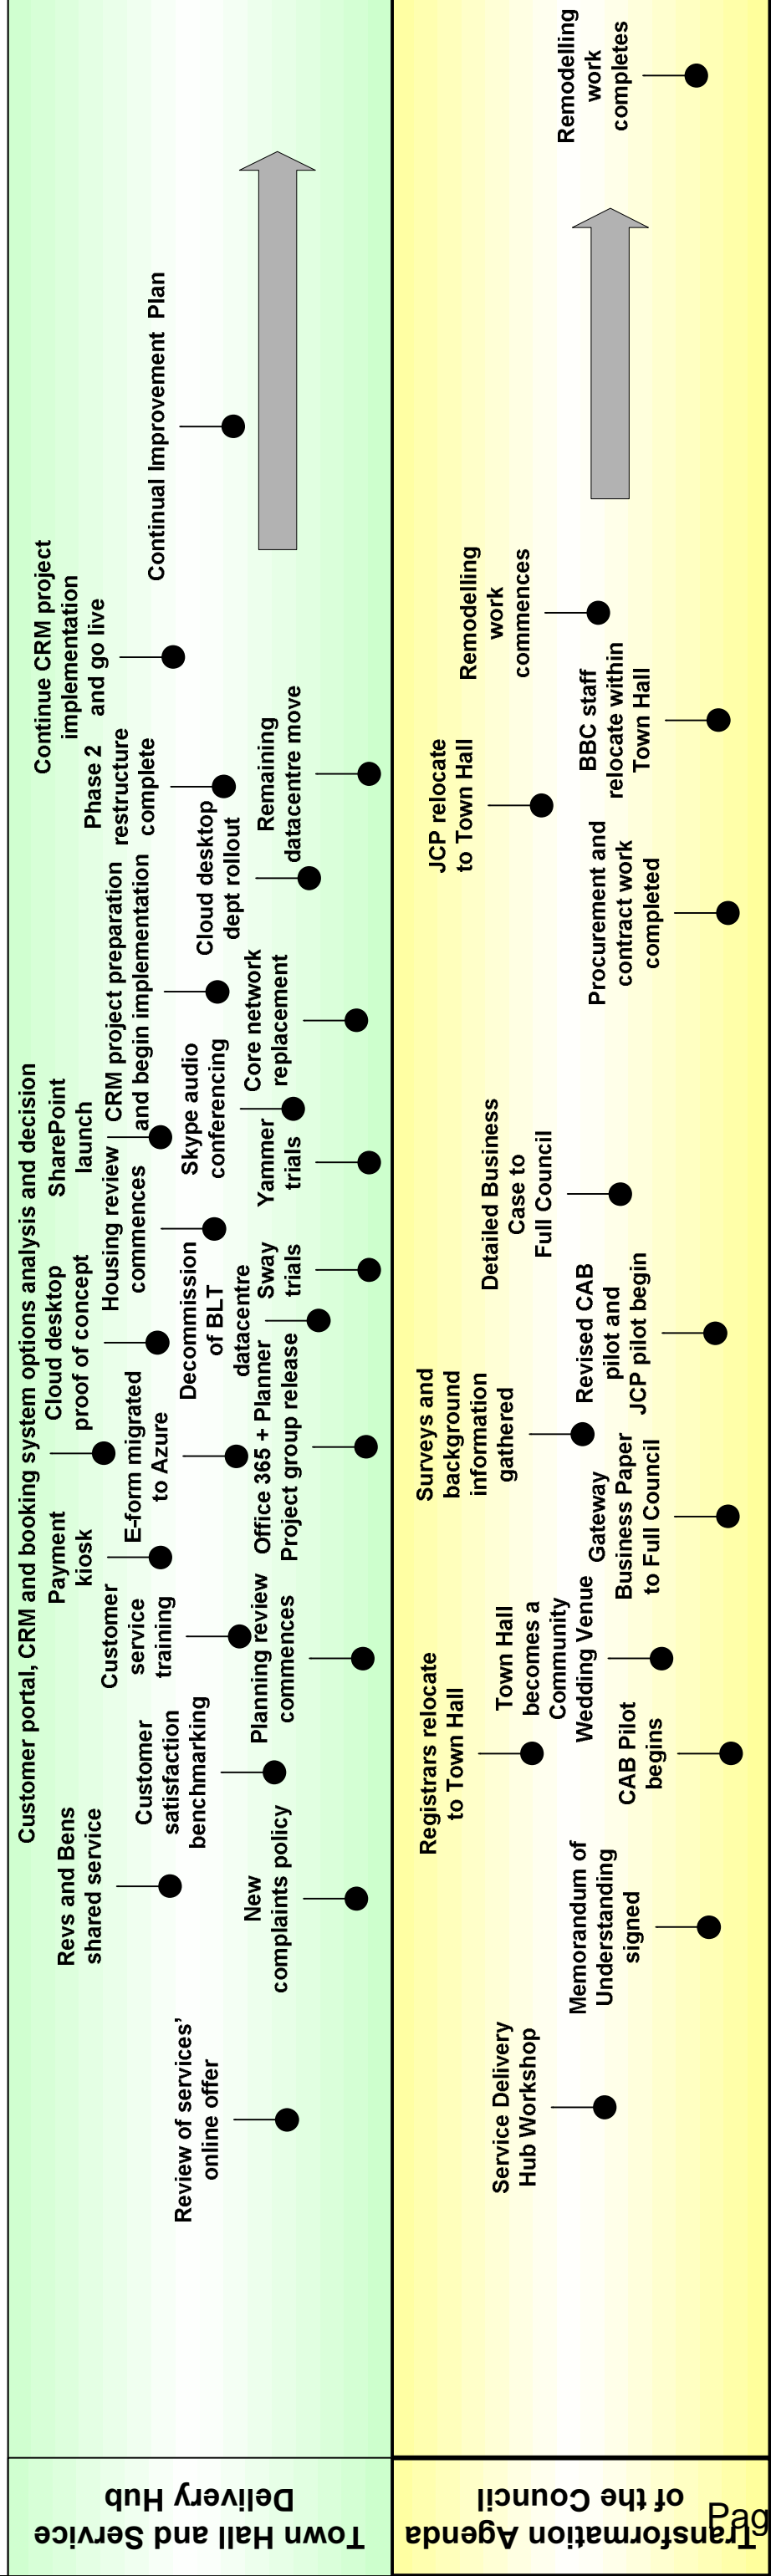 Town Hall and Service
Delivery Hub
Review of services'
online offer
Revs and Bens
shared service
New
complaints policy
Customer
satisfaction
benchmarking
Customer portal, CRM and booking system options analysis and decision
Customer
service
training
Planning review
commences
Payment
kiosk
E-form migrated
to Azure
Office 365 + Planner
Project group release
Cloud desktop
proof of concept
Decommission
of BLT
datacentre
Sway
trials
Housing review
commences
Yammer
trials
SharePoint
launch
Skype audio
conferencing
CRM project preparation
and begin implementation
Core network
replacement
Cloud desktop
dept rollout
Phase 2
restructure
complete
Remaining
datacentre move
Continue CRM project
implementation
and go live
Continual Improvement Plan
Transformation Agenda
of the Council
Service Delivery
Hub Workshop
Memorandum of
Understanding
signed
Registrars relocate
to Town Hall
CAB Pilot
begins
Town Hall
becomes a
Community
Wedding Venue
Gateway
Business Paper
to Full Council
Surveys and
background
information
gathered
Revised CAB
pilot and
JCP pilot begin
Detailed Business
Case to
Full Council
Procurement and
contract work
completed
JCP relocate
to Town Hall
BBC staff
relocate within
Town Hall
Remodelling
work
commences
Remodelling
work
completes
Pag